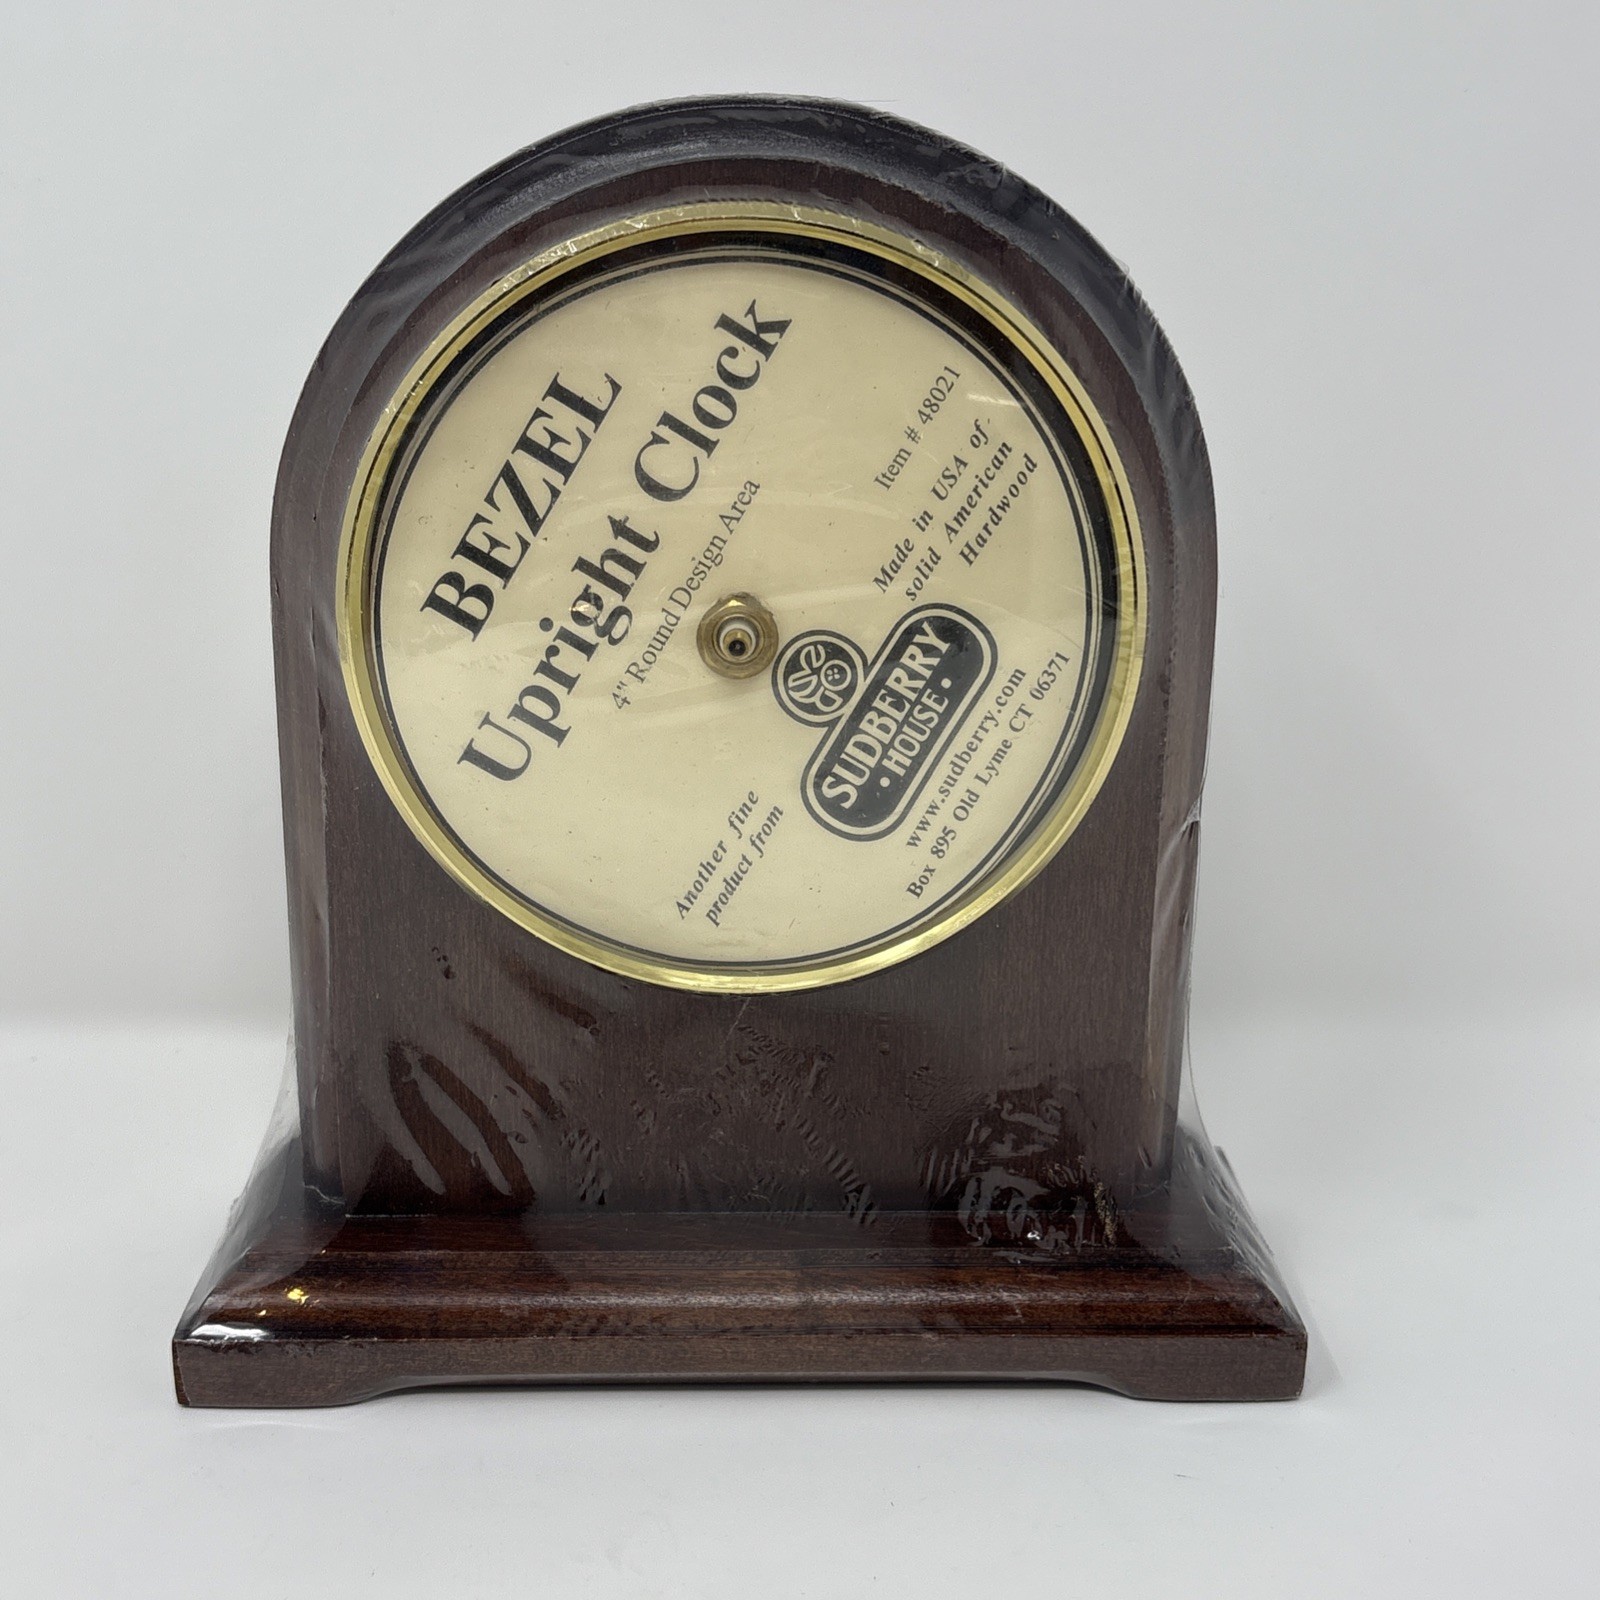 BEZEL
Upright Clock
4" Round Design Area
Item # 48021
Made in USA of
solid American
Hardwood
Another fine
product from
SUDBERRY
• HOUSE •
www.sudberry.com
Box 895 Old Lyme CT 06371